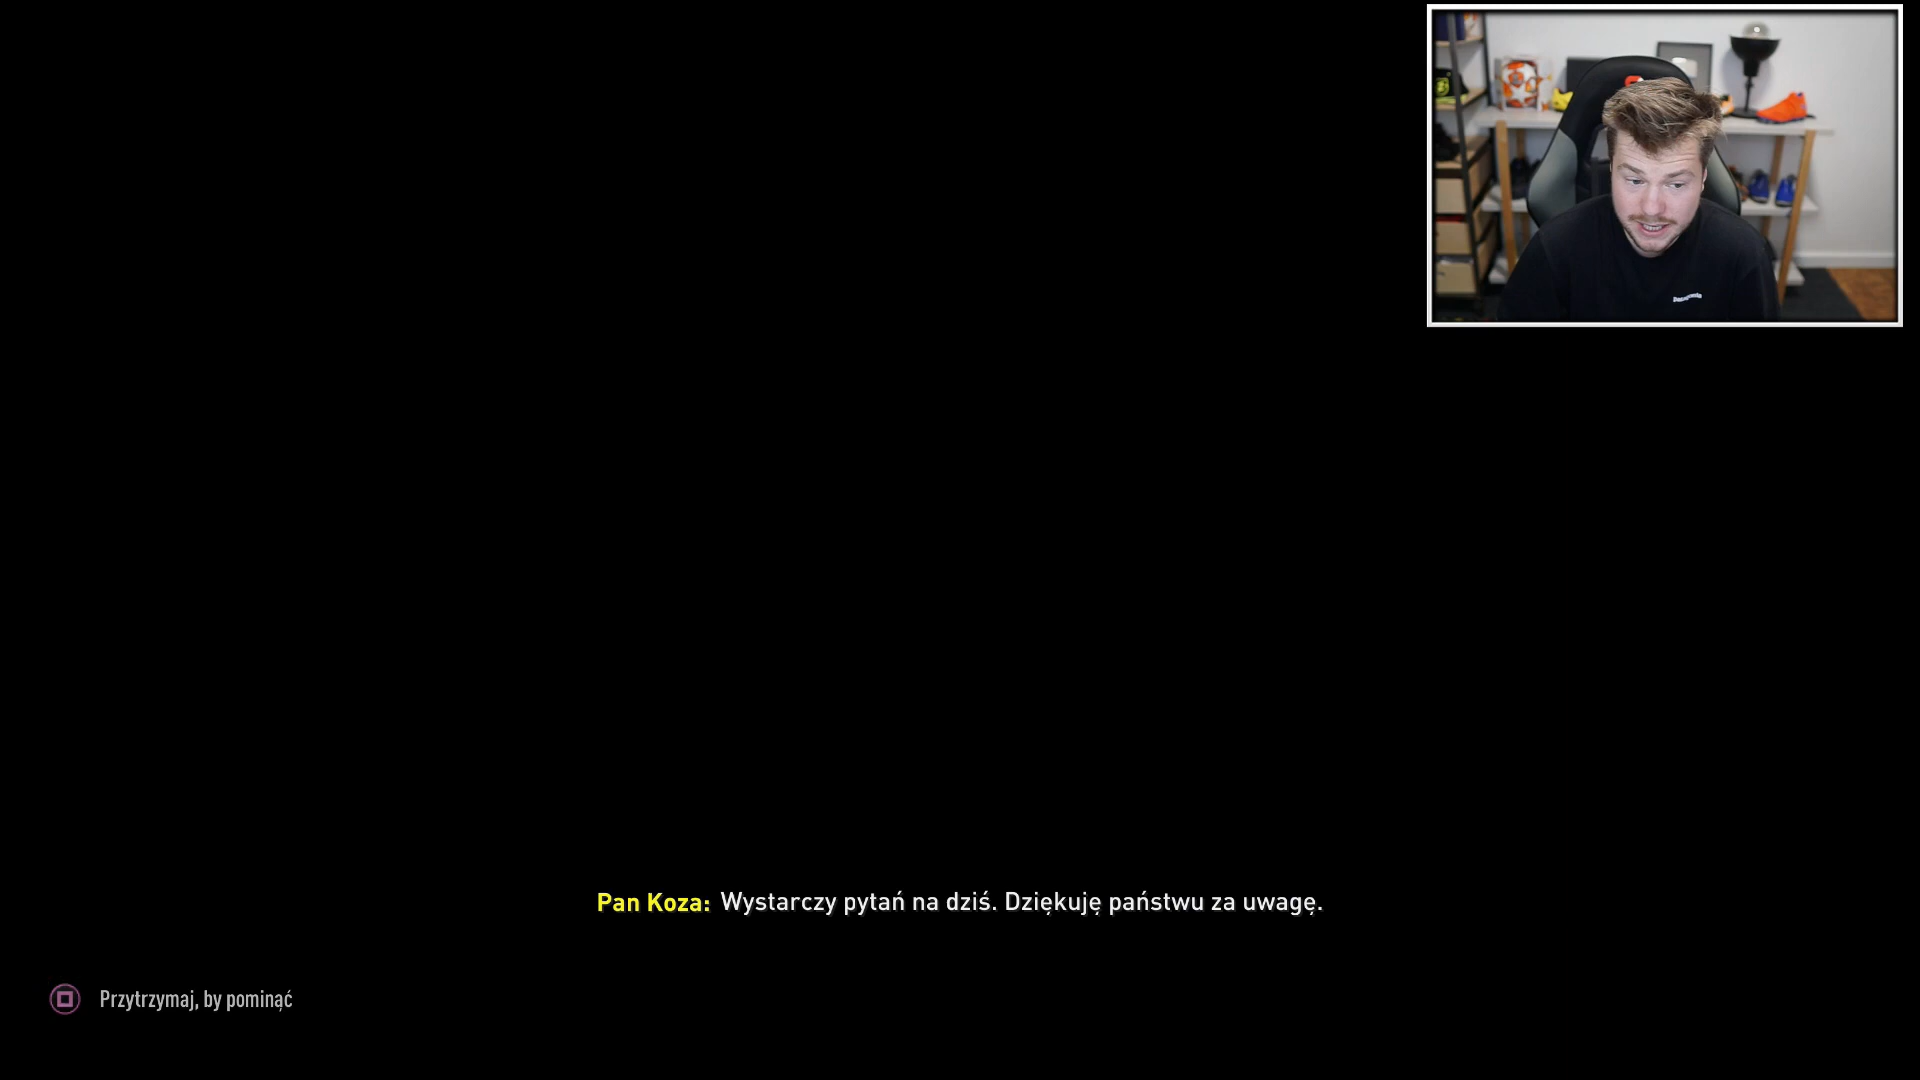 Pan Koza: Wystarczy pytań na dziś. Dziękuję państwu za uwagę.
Przytrzymaj, by pominąć